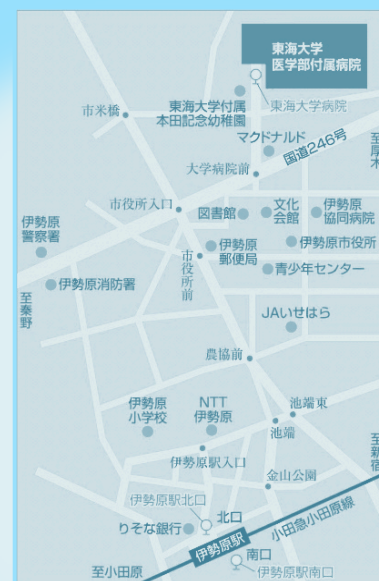 東海大学
医学部付属病院
東海大学病院
東海大学付属
本田記念幼稚園
市米橋
マクドナルド
国道246号
至厚木
大学病院前
市役所入口
図書館
文化
会館
伊勢原
協同病院
伊勢原
警察署
市役所前
伊勢原
郵便局
伊勢原市役所
青少年センター
伊勢原消防署
至秦野
JAいせはら
農協前
伊勢原
小学校
NTT
伊勢原
池端東
池端
伊勢原駅入口
至新宿
金山公園
伊勢原駅北口
北口
りそな銀行
小田急小田原線
伊勢原駅
南口
至小田原
伊勢原駅南口